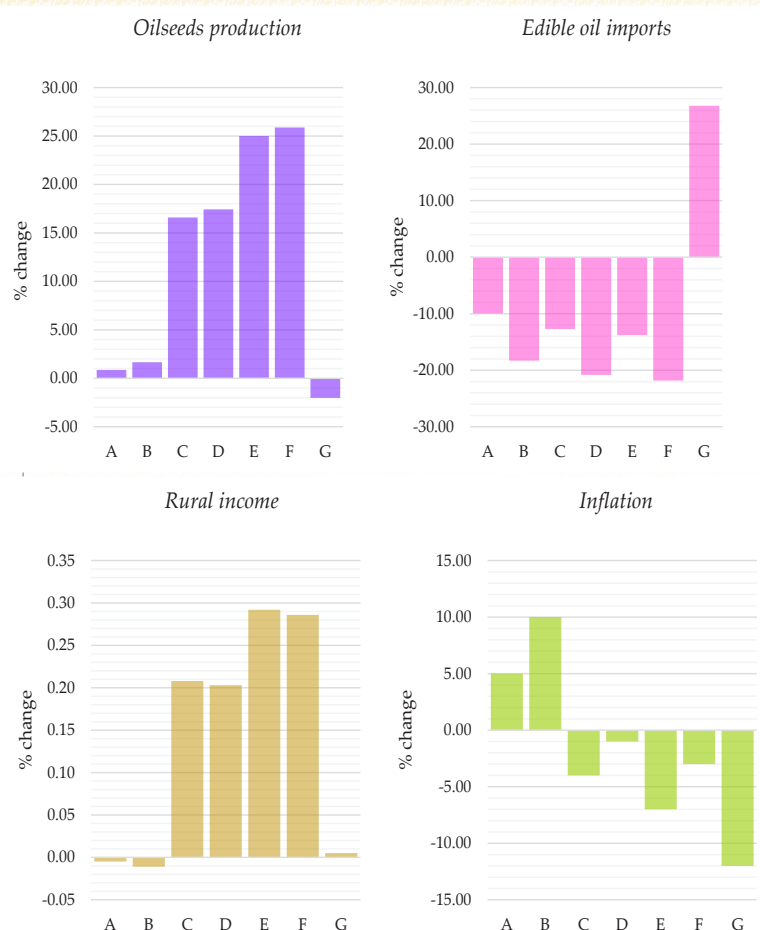 Oilseeds production
30.00
25.00
20.00
15.00
10.00
5.00
0.00
-5.00
% change
A B C D E F G
Edible oil imports
30.00
20.00
10.00
0.00
-10.00
-20.00
-30.00
% change
A B C D E F G
Rural income
0.35
0.30
0.25
0.20
0.15
0.10
0.05
0.00
-0.05
% change
A B C D E F G
Inflation
15.00
10.00
5.00
0.00
-5.00
-10.00
-15.00
% change
A B C D E F G